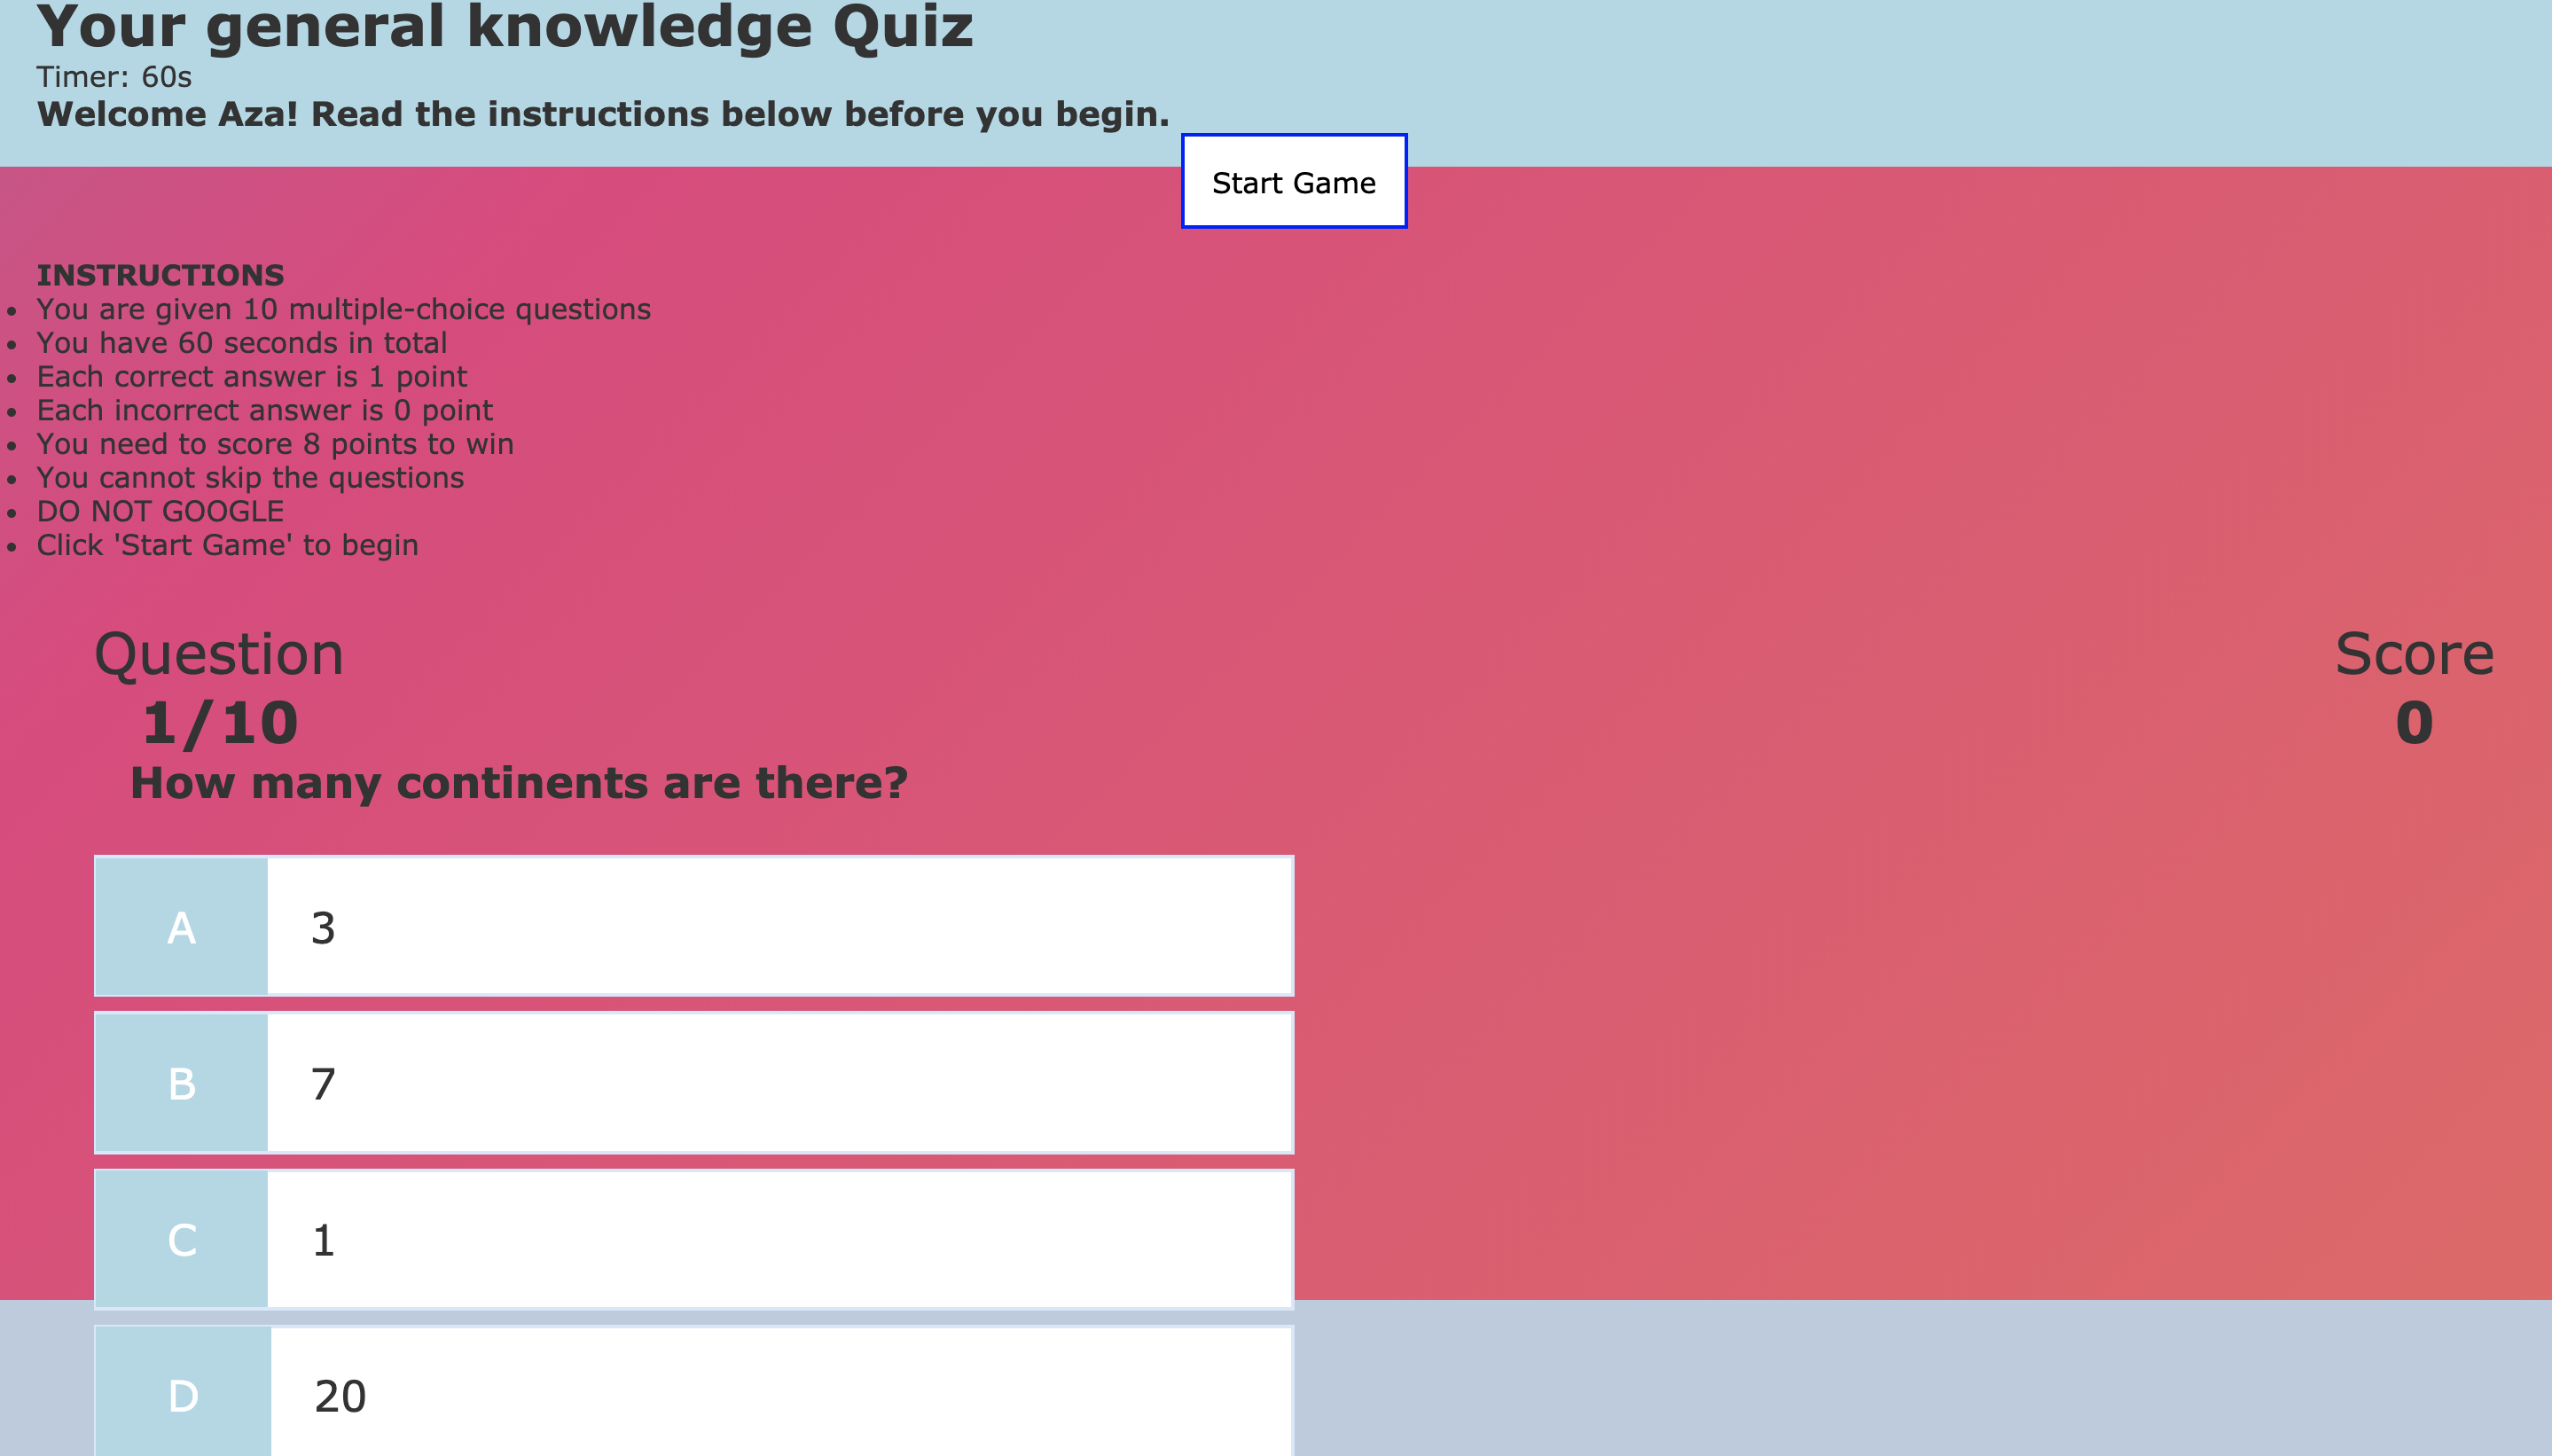 Your general knowledge Quiz
Timer: 60s
Welcome Aza! Read the instructions below before you begin.
Start Game
INSTRUCTIONS
• You are given 10 multiple-choice questions
• You have 60 seconds in total
• Each correct answer is 1 point
• Each incorrect answer is 0 point
• You need to score 8 points to win
• You cannot skip the questions
• DO NOT GOOGLE
• Click 'Start Game' to begin
Question
1/10
Score
0
How many continents are there?
A 3
B 7
C 1
D 20